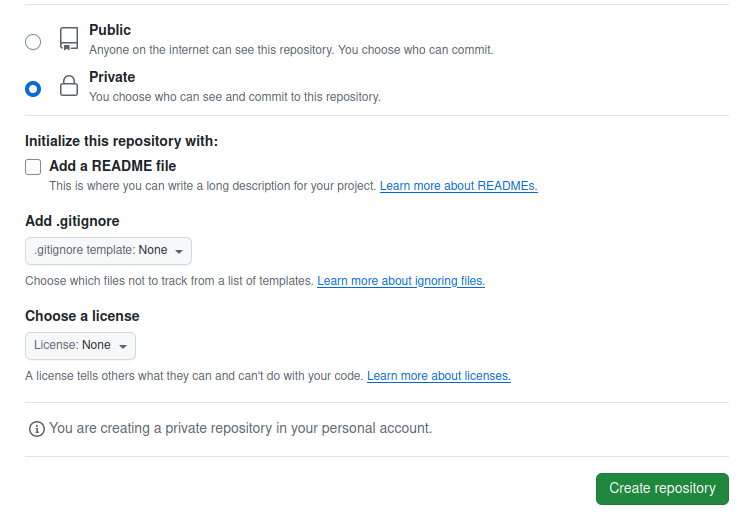 Public
Anyone on the internet can see this repository. You choose who can commit.
Private
You choose who can see and commit to this repository.
Initialize this repository with:
Add a README file
This is where you can write a long description for your project. Learn more about READMEs.
Add .gitignore
.gitignore template: None
Choose which files not to track from a list of templates. Learn more about ignoring files.
Choose a license
License: None
A license tells others what they can and can't do with your code. Learn more about licenses.
You are creating a private repository in your personal account.
Create repository